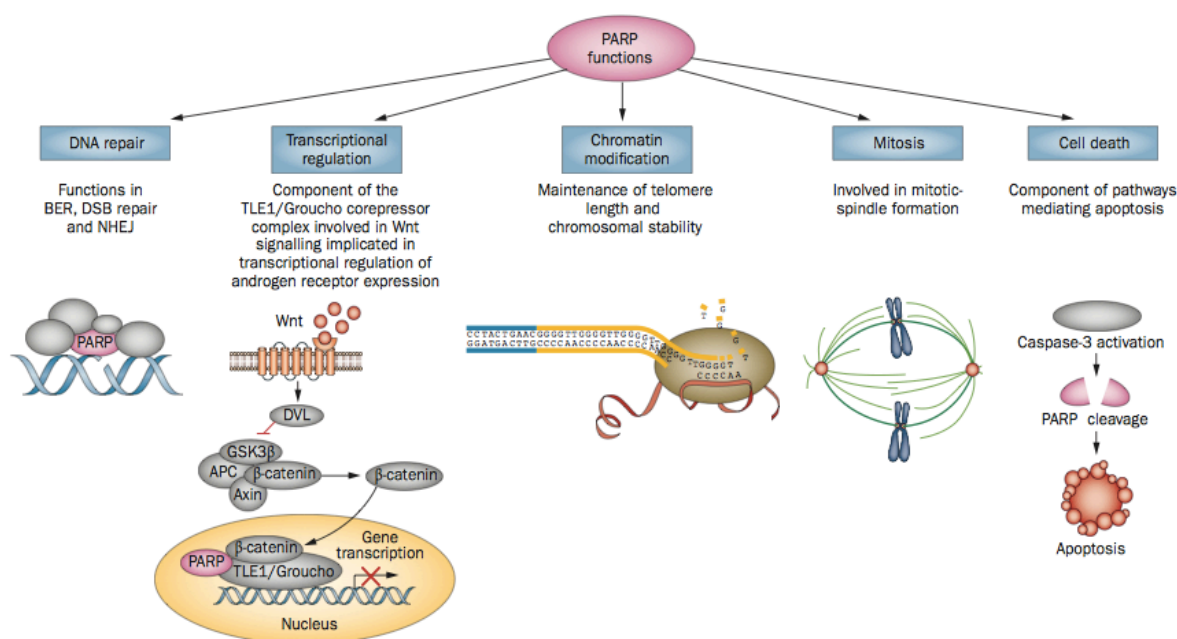 PARP
functions
DNA repair
Functions in
BER, DSB repair
and NHEJ
PARP
Transcriptional
regulation
Component of the
TLE1/Groucho corepressor
complex involved in Wnt
signalling implicated in
transcriptional regulation of
androgen receptor expression
Wnt
DVL
GSK3β
APC
β-catenin
Axin
β-catenin
β-catenin
PARP
TLE1/Groucho
Gene
transcription
Nucleus
Chromatin
modification
Maintenance of telomere
length and
chromosomal stability
CCTACTGAACGGGGTTGGGGTTGG
GGATGACTTGCCCCAACCCCAACC
CCCCAA
Mitosis
Involved in mitotic-
spindle formation
Cell death
Component of pathways
mediating apoptosis
Caspase-3 activation
PARP cleavage
Apoptosis